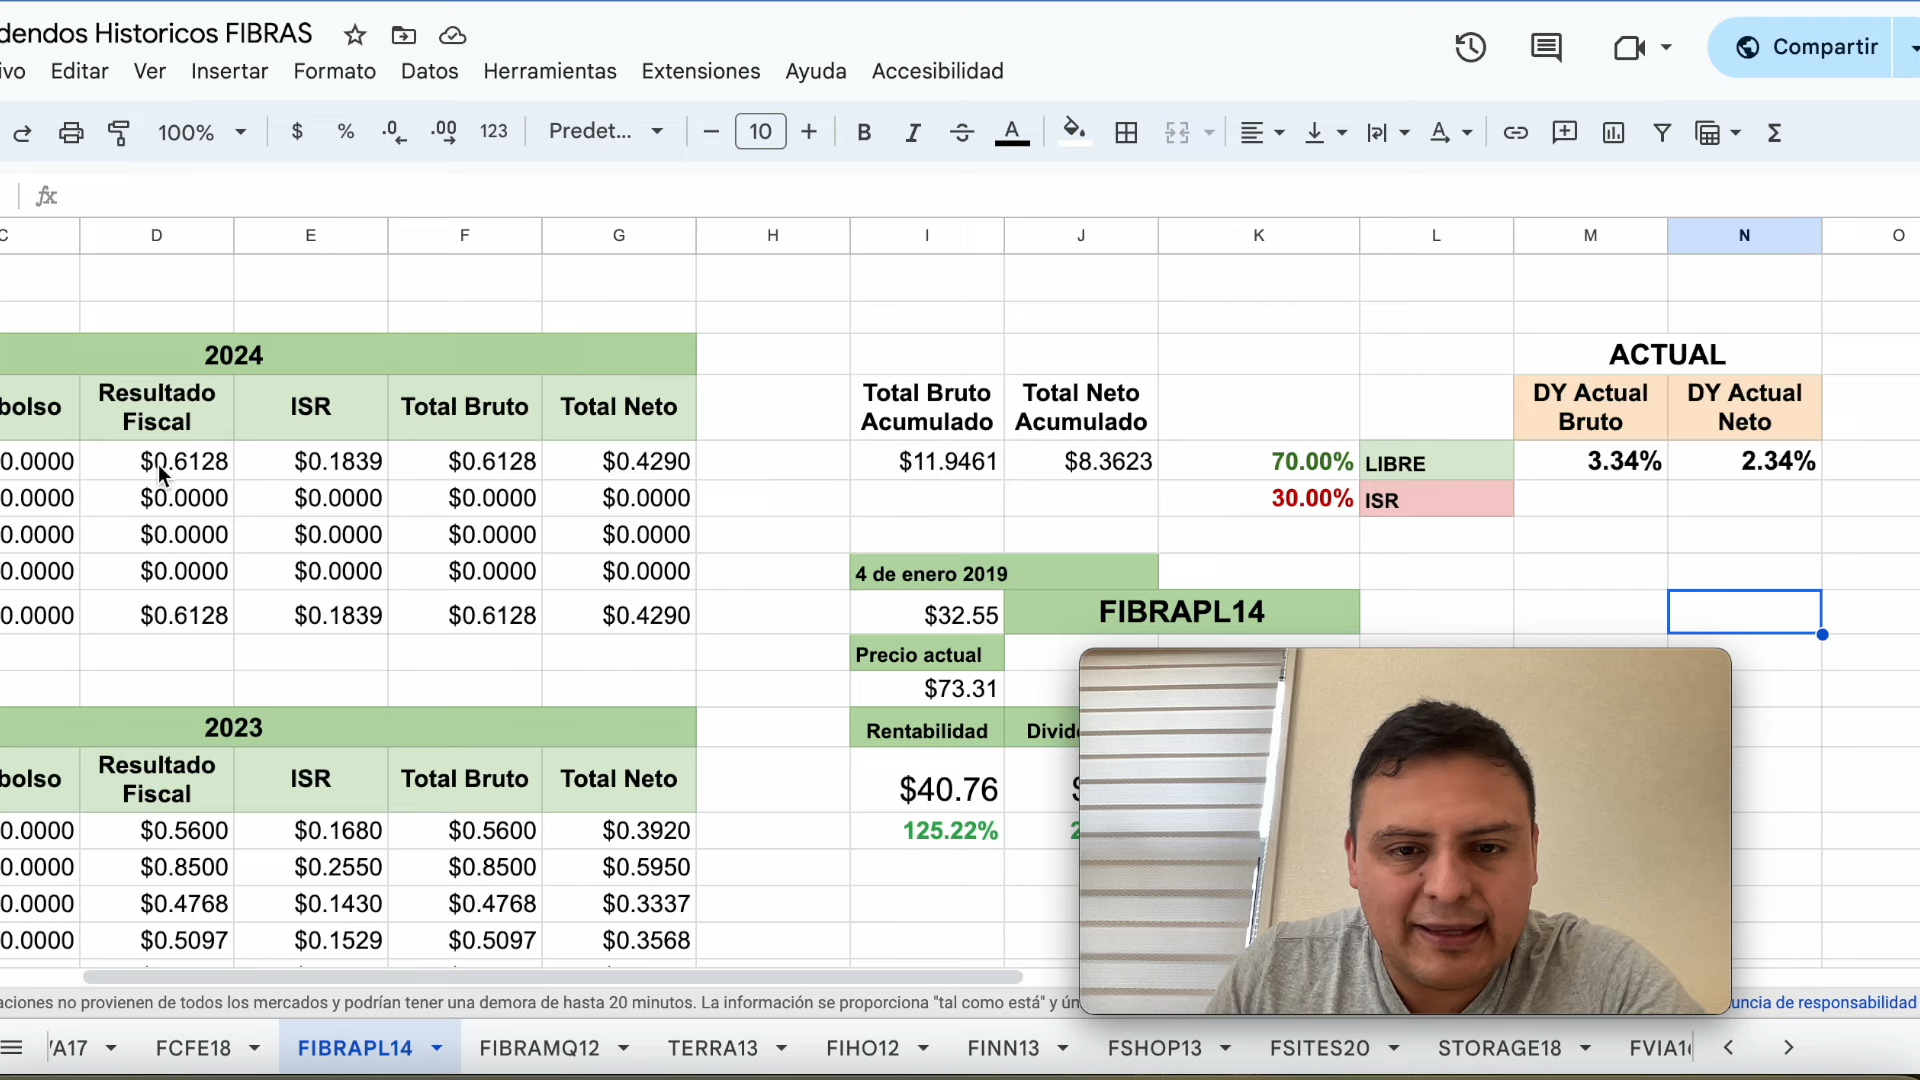 dendos Historicos FIBRAS
Compartir
ivo Editar Ver Insertar Formato Datos Herramientas Extensiones Ayuda Accesibilidad
100% $ % .0 .00 123 Predet... 10 B I A A Σ
fx
C D E F G H I J K L M N O
2024 ACTUAL
bolso Resultado Fiscal ISR Total Bruto Total Neto Total Bruto Acumulado Total Neto Acumulado DY Actual Bruto DY Actual Neto
0.0000 $0.6128 $0.1839 $0.6128 $0.4290 $11.9461 $8.3623 70.00% LIBRE 3.34% 2.34%
0.0000 $0.0000 $0.0000 $0.0000 $0.0000 30.00% ISR
0.0000 $0.0000 $0.0000 $0.0000 $0.0000
0.0000 $0.0000 $0.0000 $0.0000 $0.0000 4 de enero 2019
0.0000 $0.6128 $0.1839 $0.6128 $0.4290 $32.55 FIBRAPL14
Precio actual
$73.31
2023 Rentabilidad Divide
bolso Resultado Fiscal ISR Total Bruto Total Neto $40.76
0.0000 $0.5600 $0.1680 $0.5600 $0.3920 125.22% 2
0.0000 $0.8500 $0.2550 $0.8500 $0.5950
0.0000 $0.4768 $0.1430 $0.4768 $0.3337
0.0000 $0.5097 $0.1529 $0.5097 $0.3568
aciones no provienen de todos los mercados y podrían tener una demora de hasta 20 minutos. La información se proporciona "tal como está" y ún uncia de responsabilidad
/A17 FCFE18 FIBRAPL14 FIBRAMQ12 TERRA13 FIHO12 FINN13 FSHOP13 FSITES20 STORAGE18 FVIA16